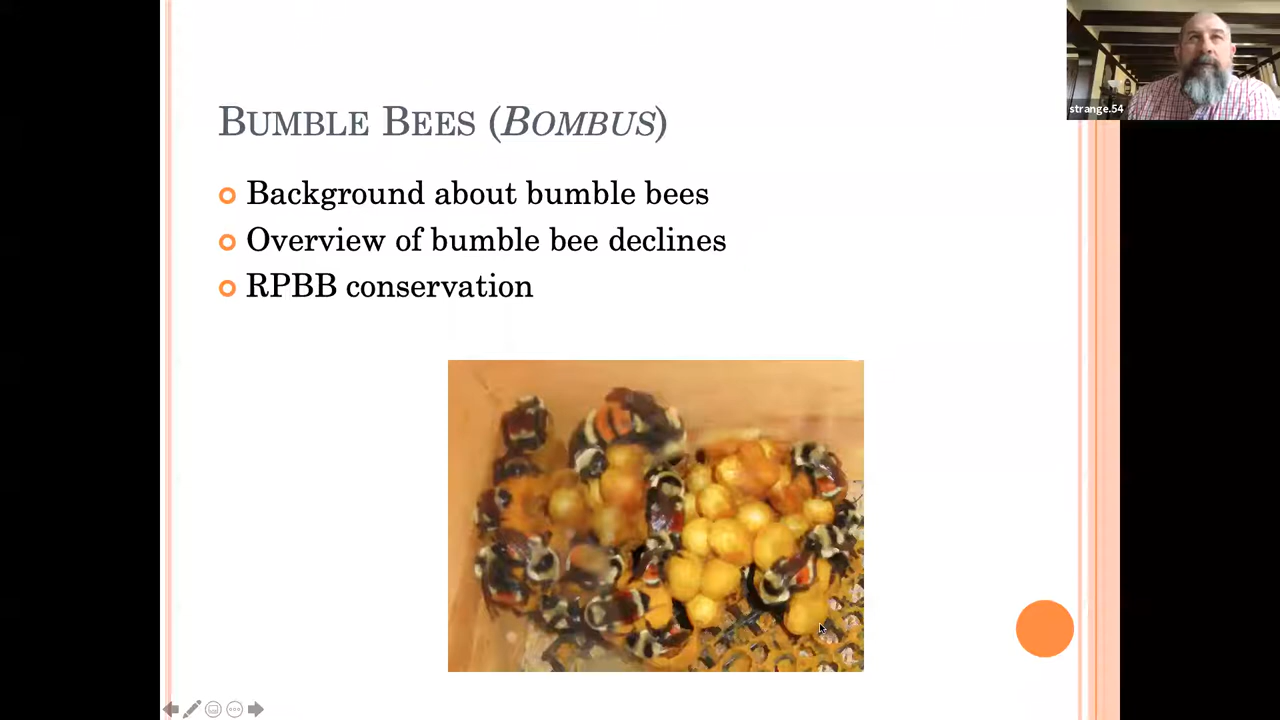 strange.54
BUMBLE BEES (BOMBUS)
Background about bumble bees
Overview of bumble bee declines
RPBB conservation